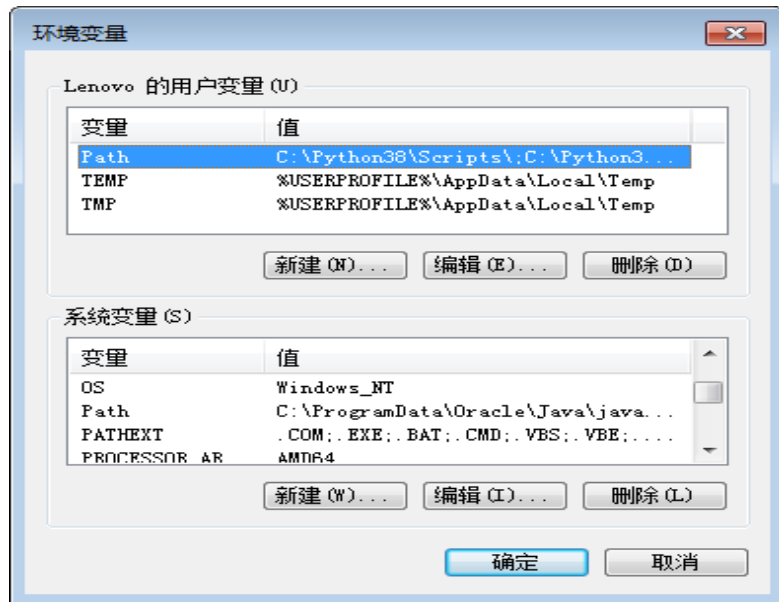 环境变量
Lenovo 的用户变量(U)
变量 值
Path C:\Python38\Scripts\;C:\Python3...
TEMP %USERPROFILE%\AppData\Local\Temp
TMP %USERPROFILE%\AppData\Local\Temp
新建(N)... 编辑(E)... 删除(D)
系统变量(S)
变量 值
OS Windows_NT
Path C:\ProgramData\Oracle\Java\java...
PATHEXT .COM;.EXE;.BAT;.CMD;.VBS;.VBE;....
PROCESSOR_AR AMD64
新建(W)... 编辑(I)... 删除(L)
确定 取消